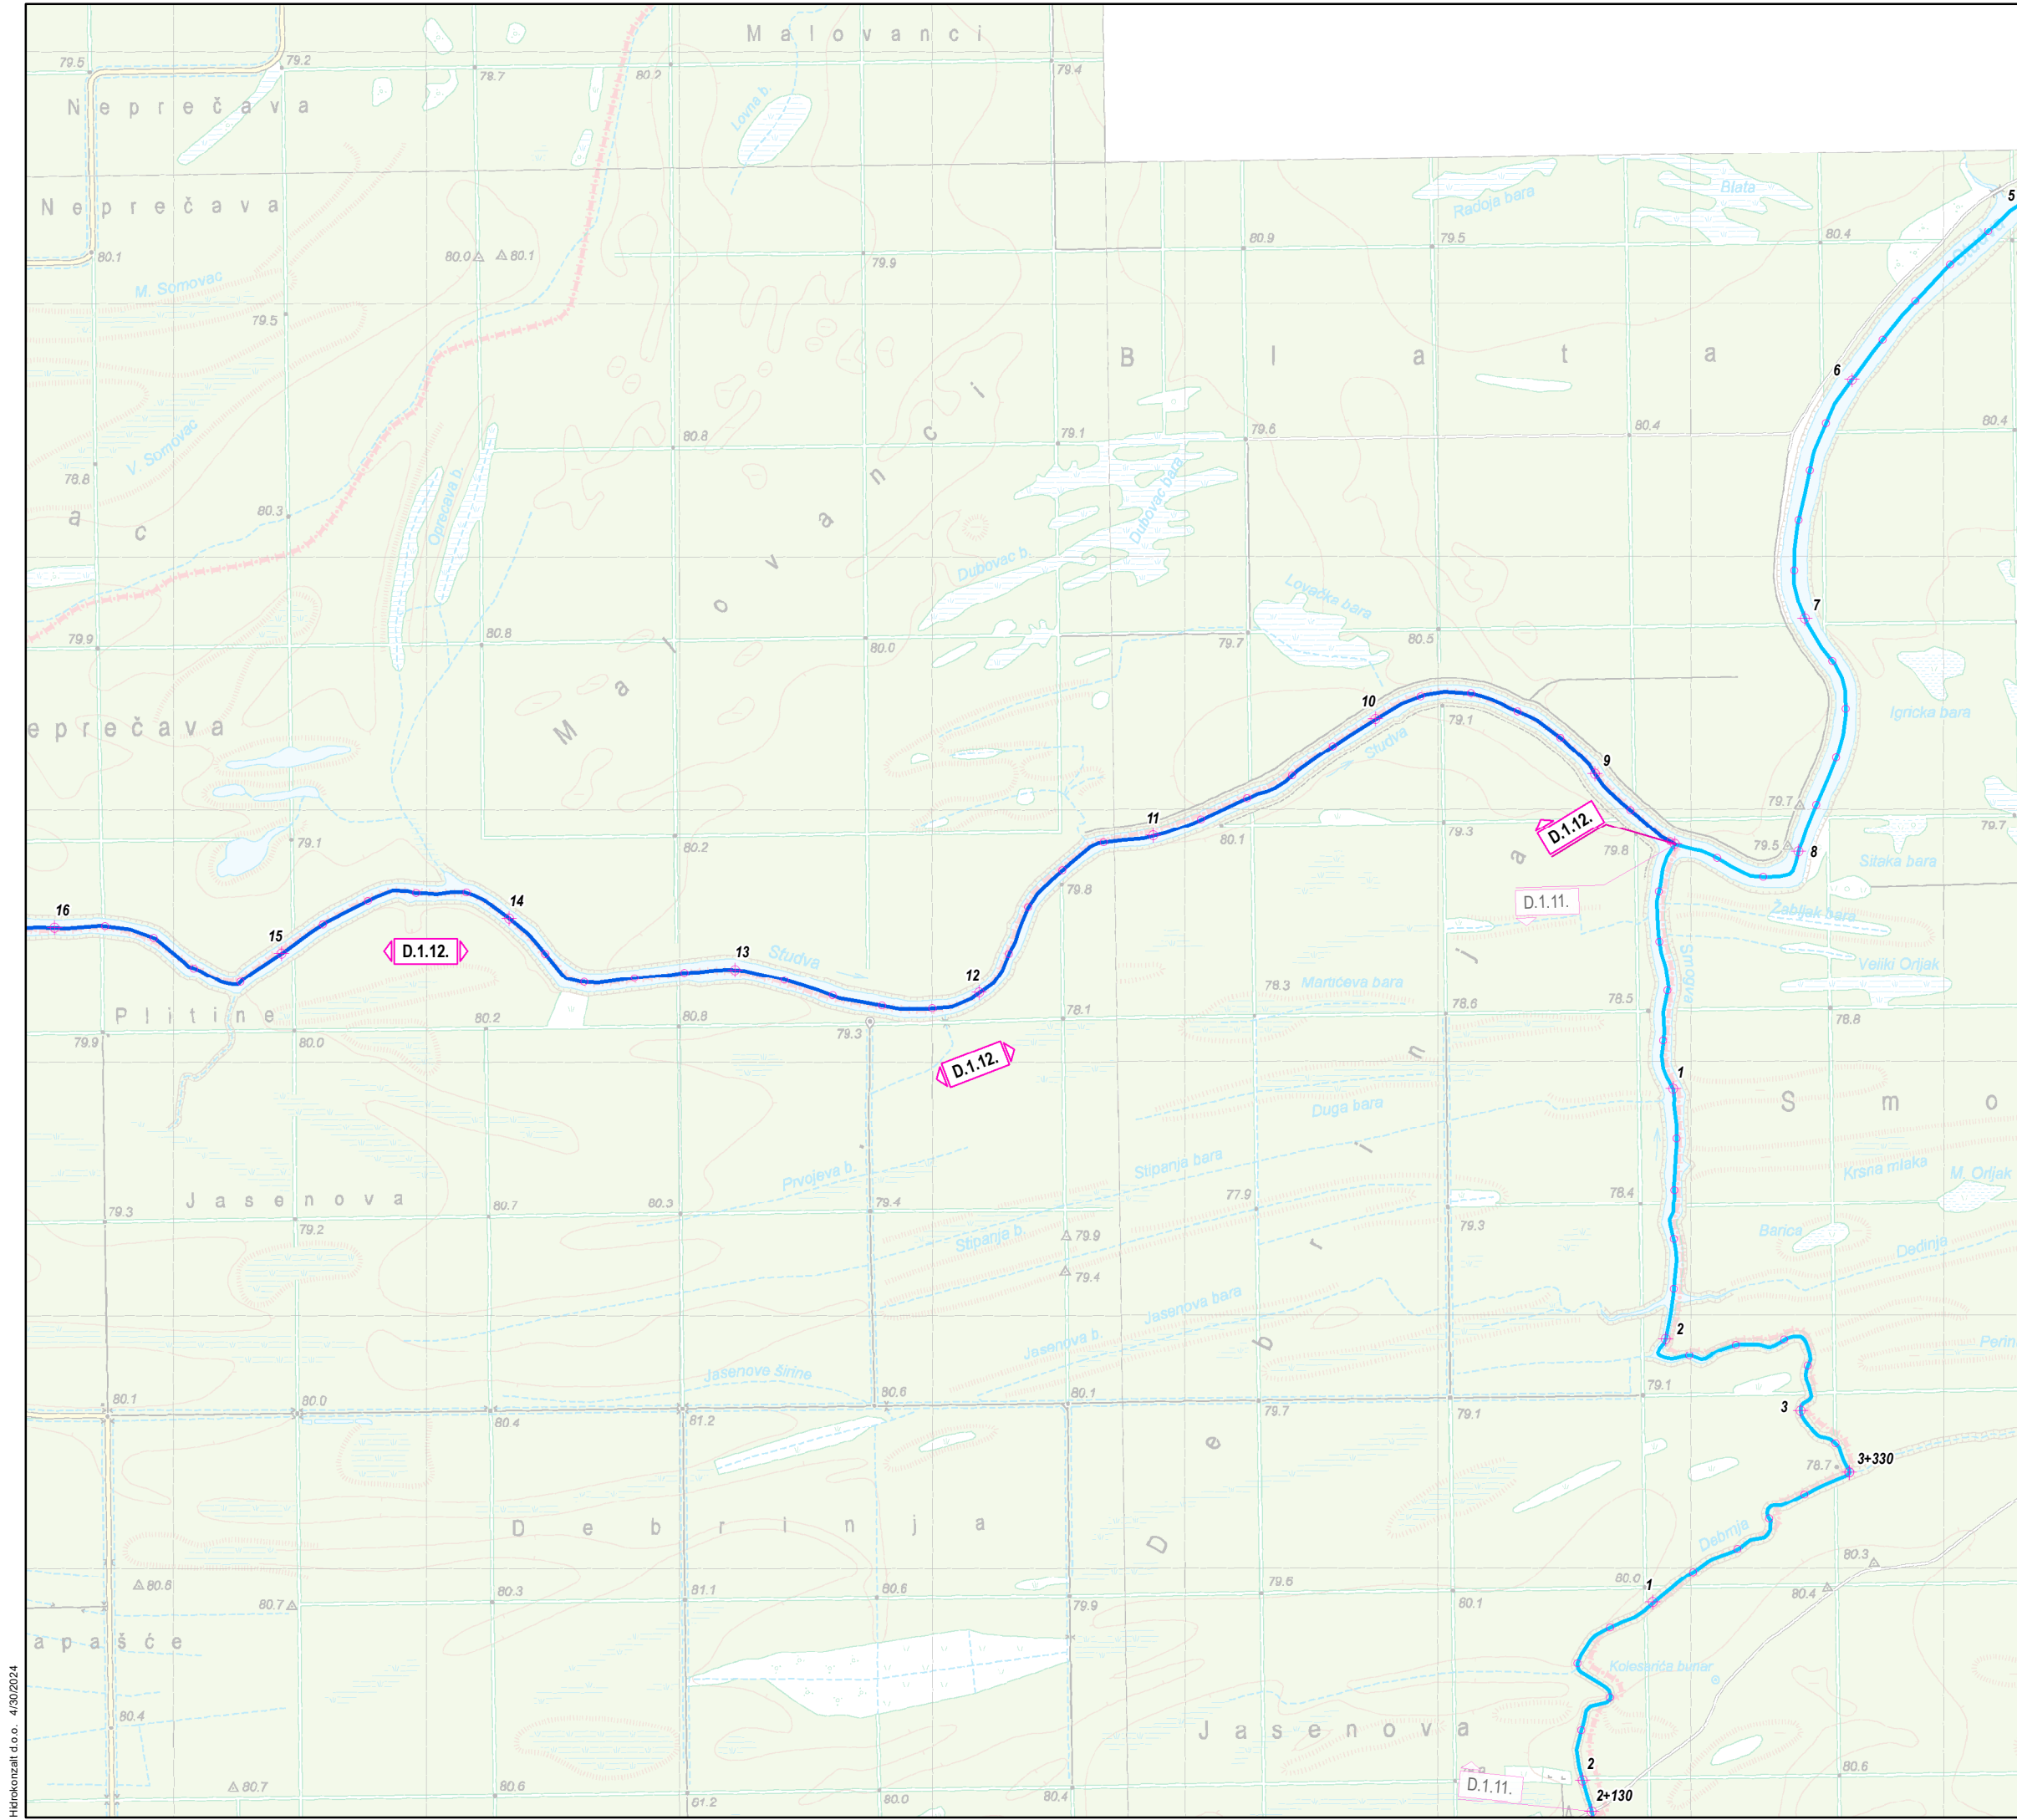 Malovanci
79.5
79.2
78.7
80.2
79.4
Neprečava
Lovna b.
Neprečava
Radoja bara
Blata
5
80.1
80.0
80.1
79.9
80.9
79.5
80.4
M. Somovac
79.5
Blata
6
Malovanci
V. Somovac
80.8
79.1
79.6
80.4
80.4
78.8
ac
80.3
Oprečava b.
Dubovac bara
Dubovac b.
Lovačka bara
7
79.9
80.8
80.0
79.7
80.5
eprečava
10
79.1
Igricka bara
Studva
9
79.7
79.1
80.2
11
80.1
79.3
D.1.12.
79.8
79.5
8
79.7
Sitaka bara
79.8
D.1.11.
Žabljak bara
16
15
14
D.1.12.
13
Studva
12
Smogva
Veliki Orljak
Martićeva bara
78.3
78.6
78.5
78.8
Plitine
79.9
80.0
80.2
80.8
79.3
78.1
D.1.12.
1
Smo
Duga bara
Debrinja
Prvojeva b.
Stipanja bara
Krsna mlaka
M. Orljak
Jasenova
79.3
79.2
80.7
80.3
79.4
77.9
79.3
78.4
Stipanja b.
79.9
79.4
Barica
Dedinja
Jasenova bara
Jasenova b.
2
Perin
Jasenove širine
80.1
80.0
80.4
81.2
80.6
80.1
79.7
79.1
79.1
3
3+330
78.7
Debrinja
Debrnja
80.3
80.6
80.7
80.3
81.1
80.6
79.9
79.6
80.1
80.0
80.4
1
apašće
Kolesarića bunar
80.4
Jasenova
80.7
80.6
81.2
80.0
80.4
D.1.11.
2
80.6
2+130
Hidrokonzalt d.o.o. 4/30/2024